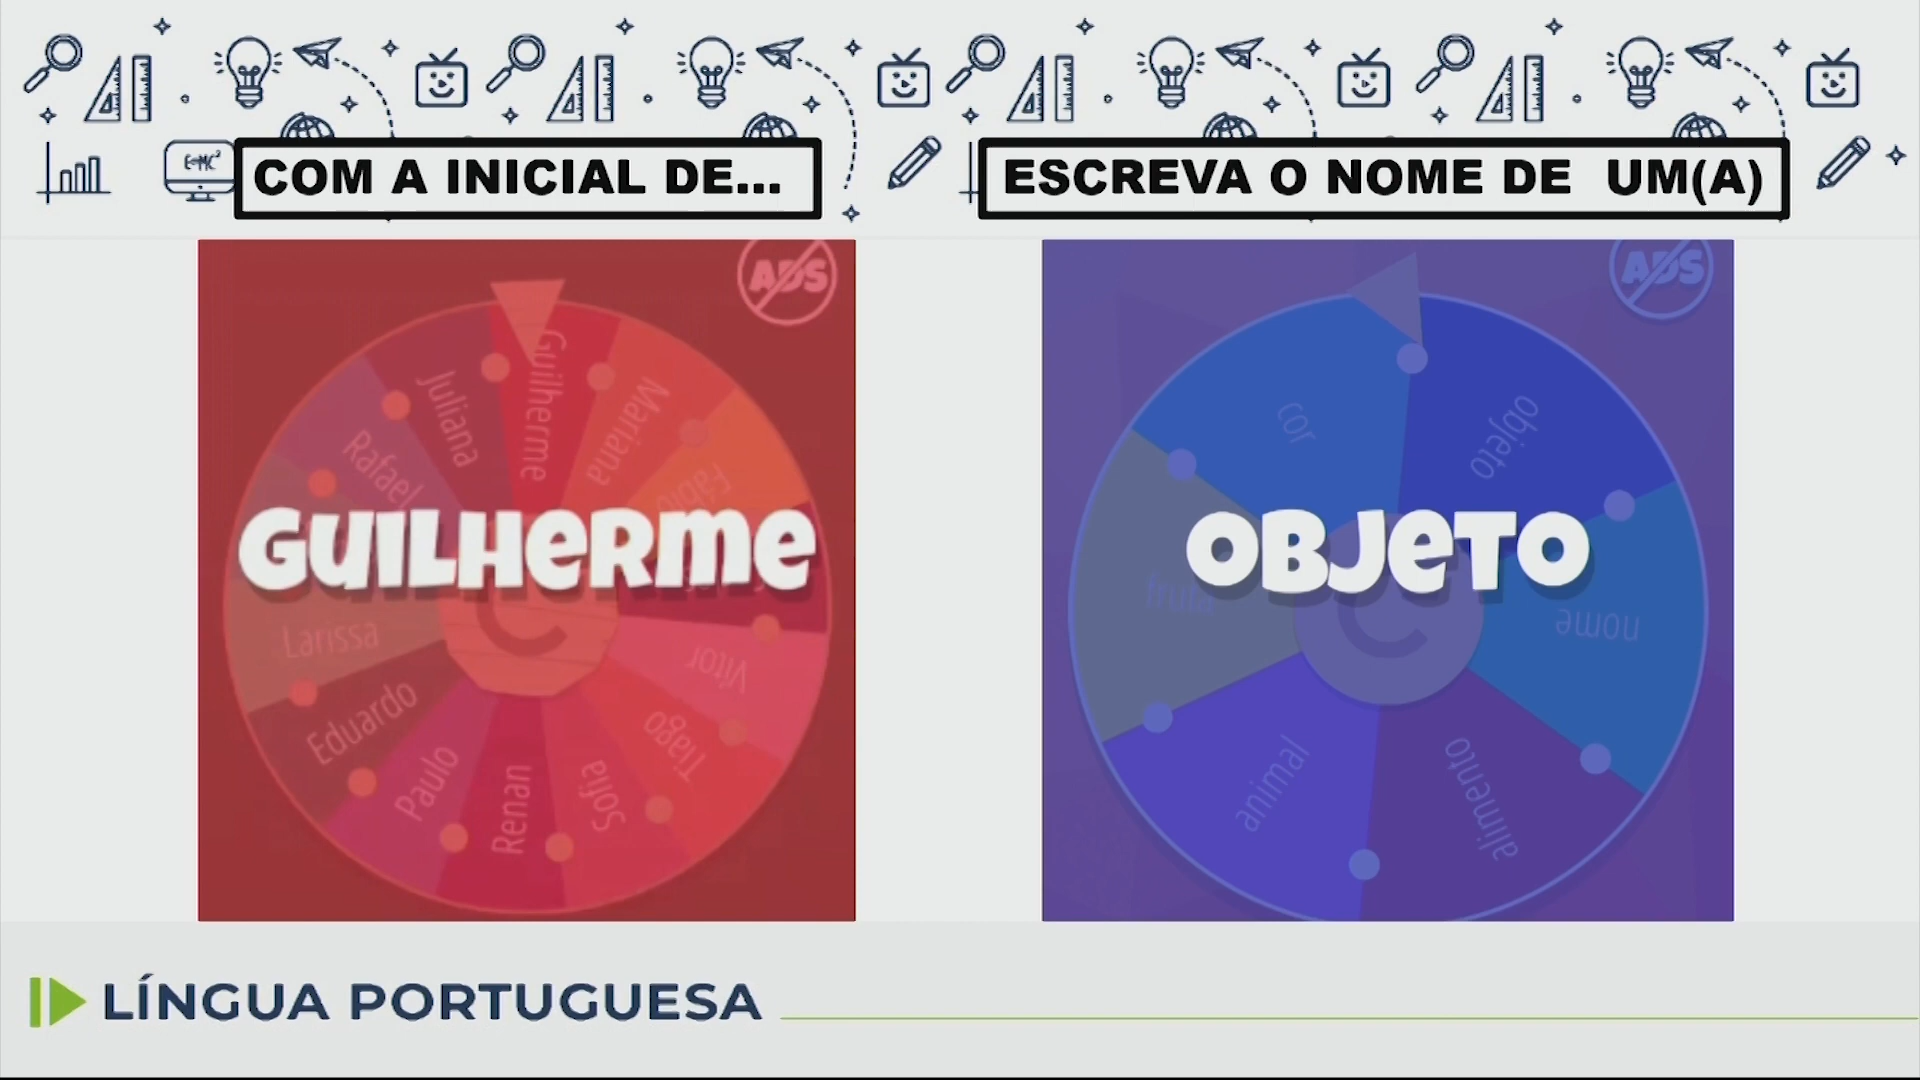 E=MC²
COM A INICIAL DE...
ESCREVA O NOME DE UM(A)
ADS
Guilherme
Mariana
Juliana
Rafael
GUILHERME
Larissa
Vitor
Eduardo
Tiago
Paulo
Renan
Sofia
ADS
cor
objeto
OBJETO
fruta
nome
animal
alimento
LÍNGUA PORTUGUESA